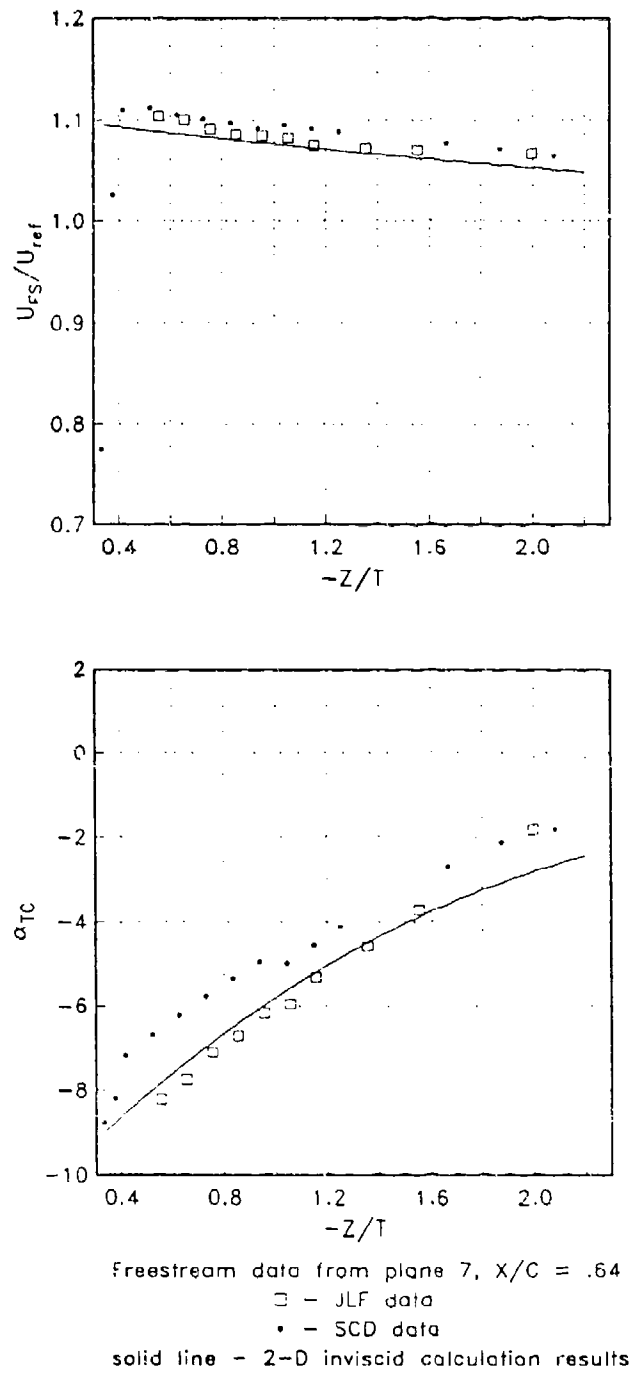 1.2
1.1
1.0
0.9
0.8
0.7
U_FS/U_ref
0.4 0.8 1.2 1.6 2.0
-Z/T
2
0
-2
-4
-6
-8
-10
α_TC
0.4 0.8 1.2 1.6 2.0
-Z/T
Freestream data from plane 7, X/C = .64
□ - JLF data
• - SCD data
solid line - 2-D inviscid calculation results